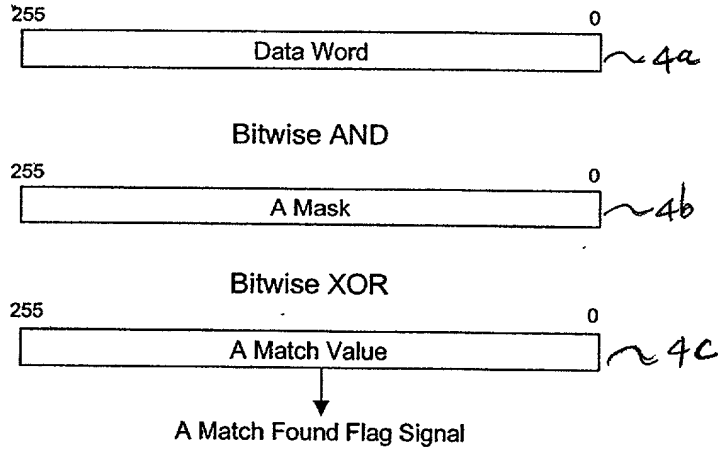 255 0
Data Word 4a
Bitwise AND
255 0
A Mask 4b
Bitwise XOR
255 0
A Match Value 4c
A Match Found Flag Signal